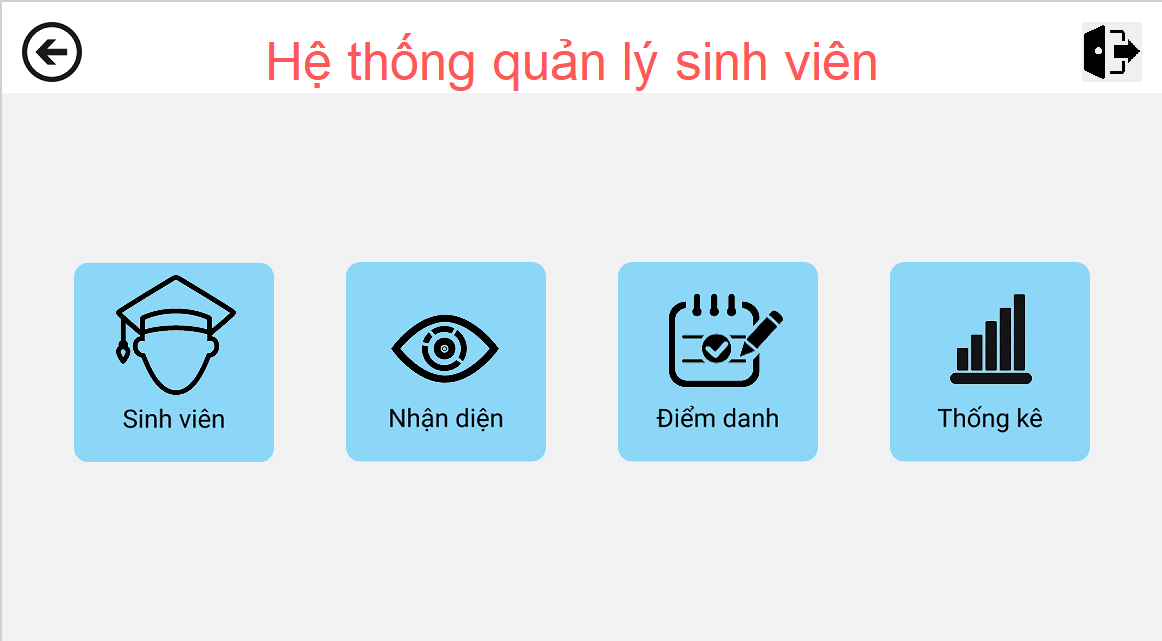 Hệ thống quản lý sinh viên
Sinh viên
Nhận diện
Điểm danh
Thống kê